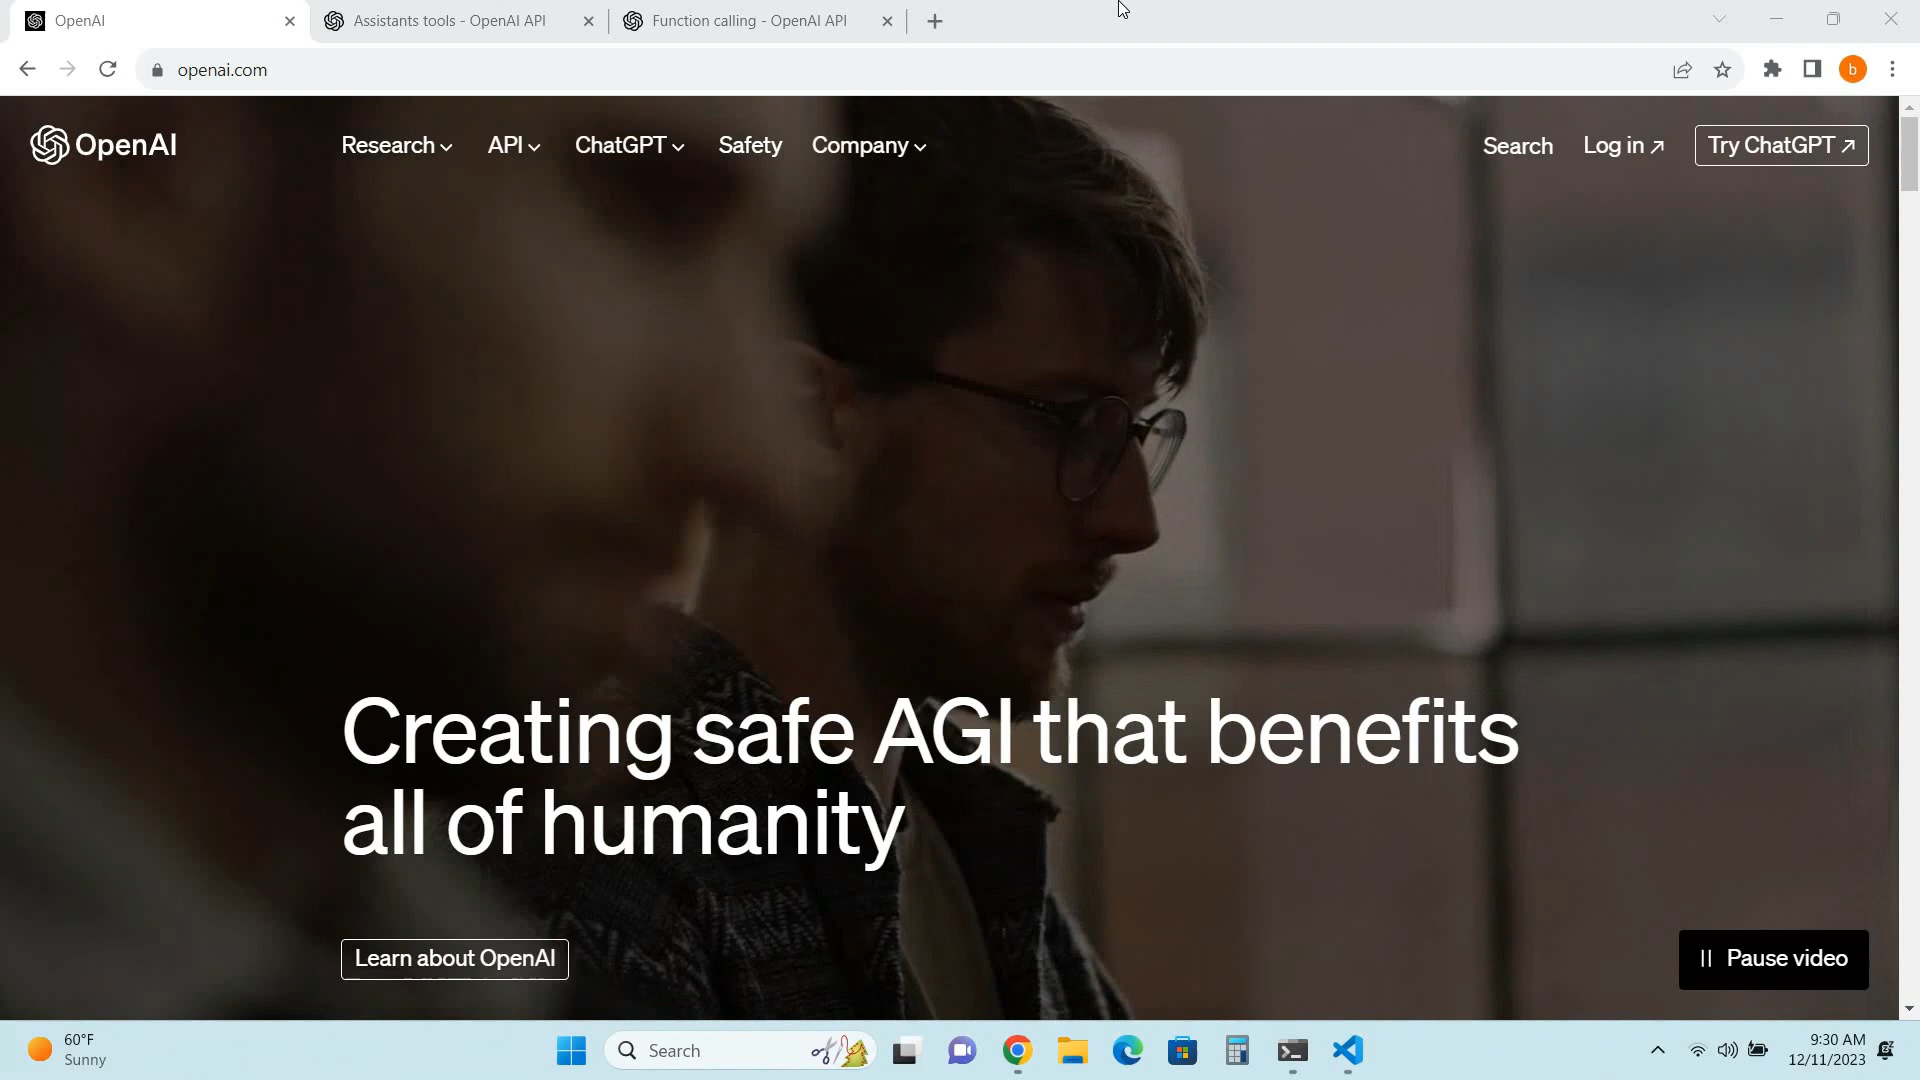 OpenAI
Assistants tools - OpenAI API
Function calling - OpenAI API
openai.com
b
OpenAI
Research
API
ChatGPT
Safety
Company
Search
Log in
Try ChatGPT
Creating safe AGI that benefits
all of humanity
Learn about OpenAI
Pause video
60°F
Sunny
Search
9:30 AM
12/11/2023